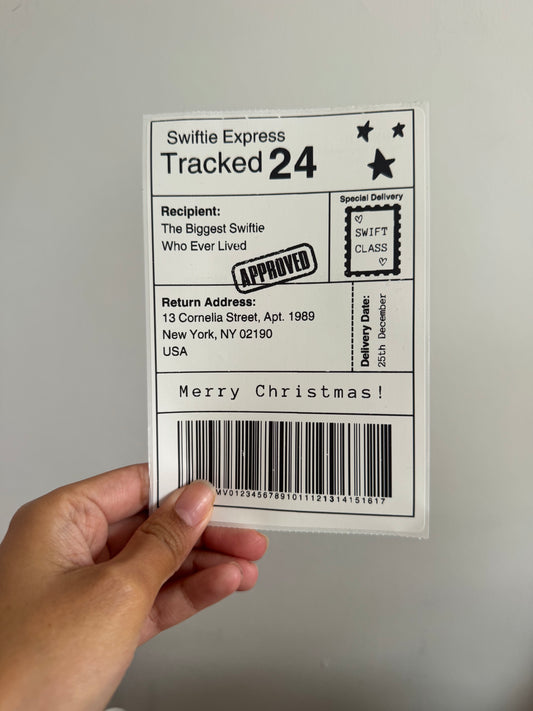 Swiftie Express
Tracked 24
Special Delivery
Recipient:
The Biggest Swiftie
Who Ever Lived
SWIFT
CLASS
APPROVED
Return Address:
13 Cornelia Street, Apt. 1989
New York, NY 02190
USA
Delivery Date:
25th December
Merry Christmas!
MV01234567891011121314151617